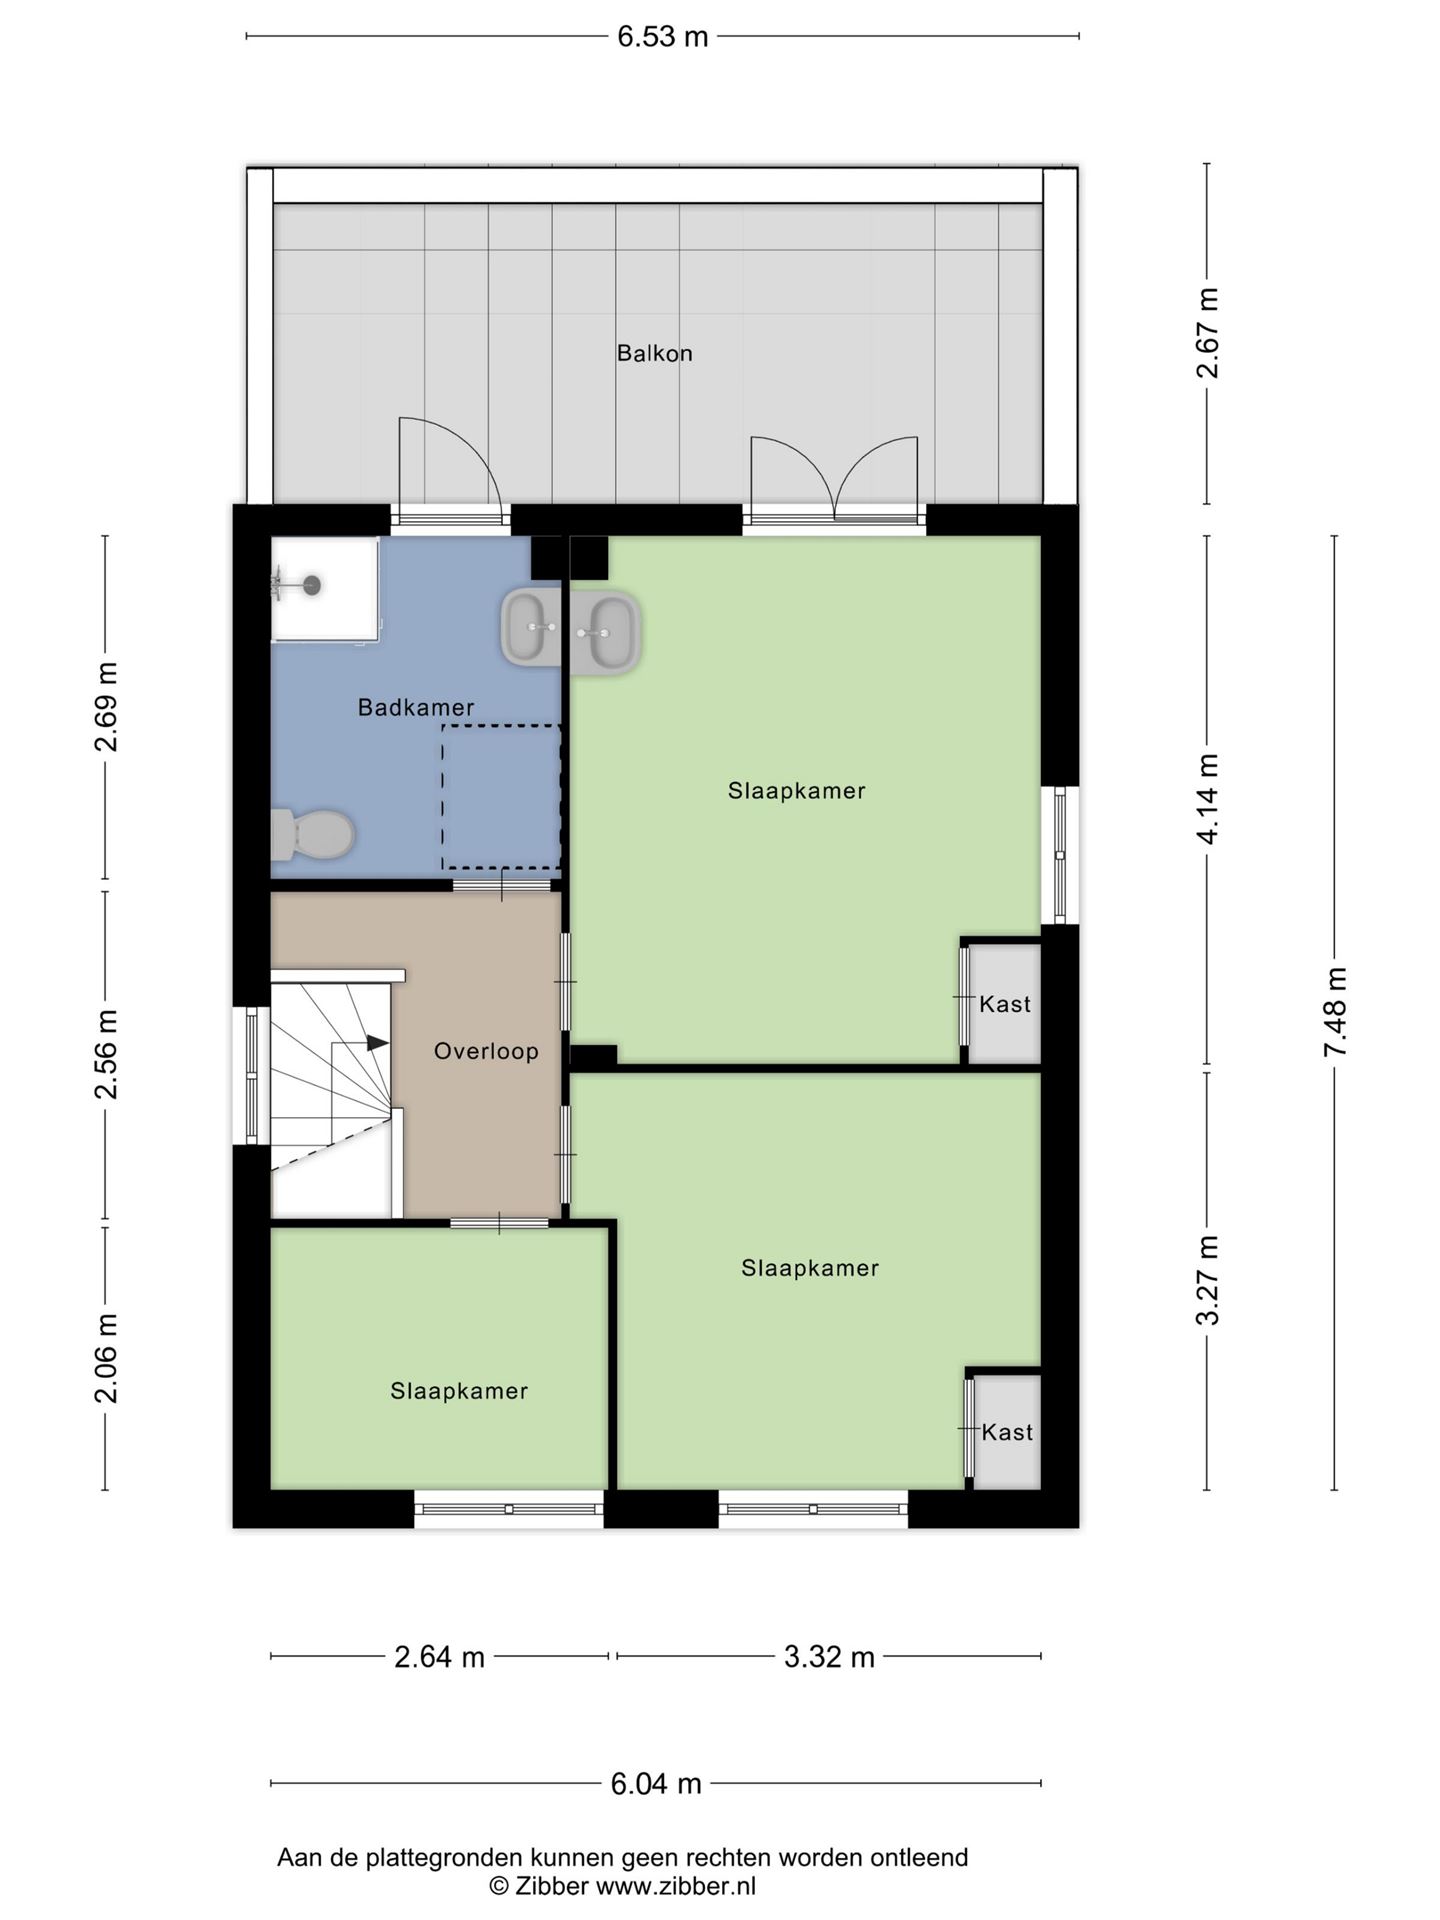 6.53 m
2.67 m
Balkon
2.69 m
Badkamer
4.14 m
Slaapkamer
7.48 m
Kast
2.56 m
Overloop
3.27 m
Slaapkamer
2.06 m
Slaapkamer
Kast
2.64 m
3.32 m
6.04 m
Aan de plattegronden kunnen geen rechten worden ontleend
© Zibber www.zibber.nl